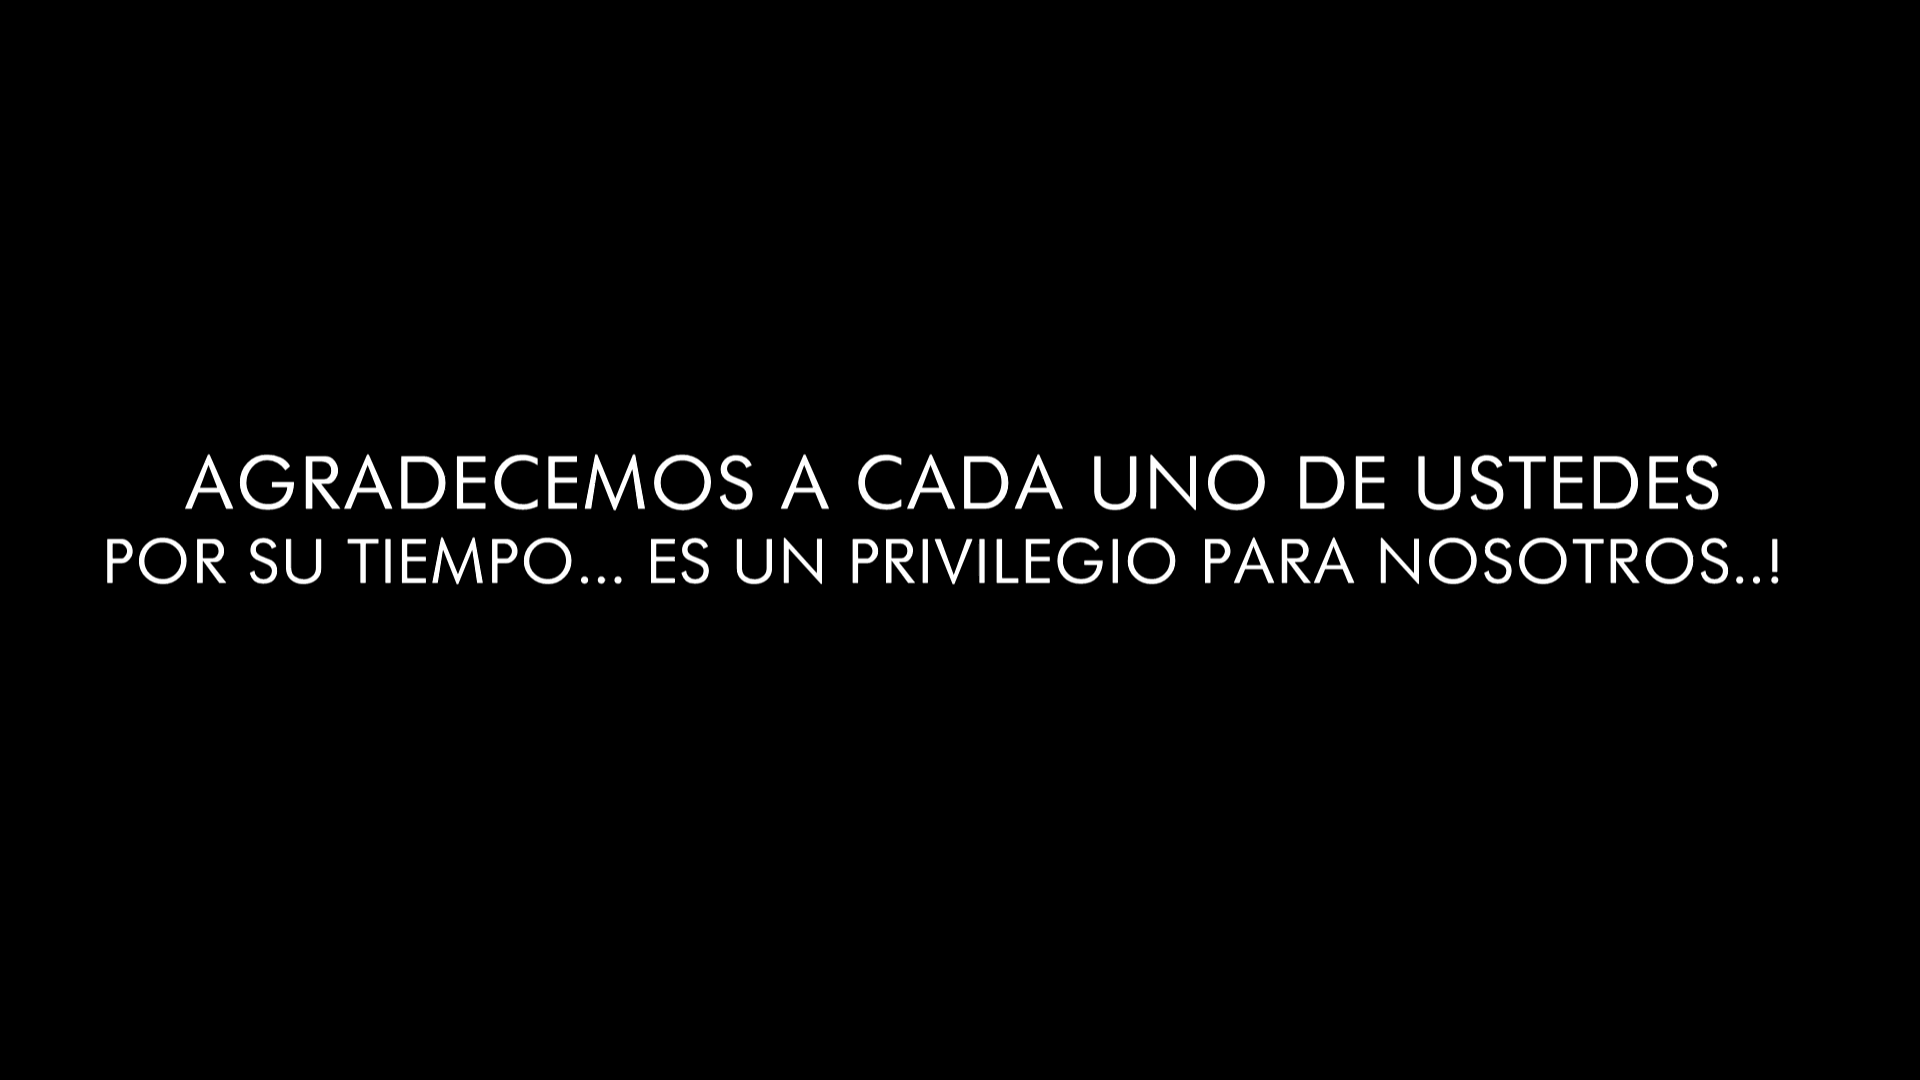 AGRADECEMOS A CADA UNO DE USTEDES
POR SU TIEMPO... ES UN PRIVILEGIO PARA NOSOTROS..!